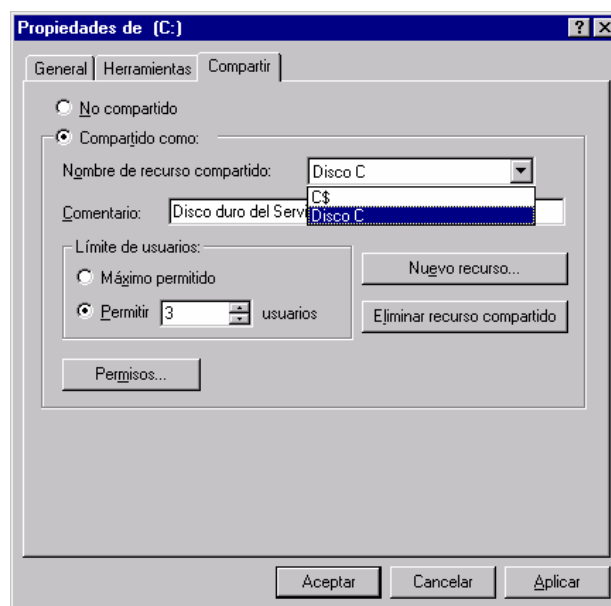 Propiedades de (C:)
General Herramientas Compartir
No compartido
Compartido como:
Nombre de recurso compartido: Disco C
C$
Disco C
Comentario: Disco duro del Servi
Límite de usuarios:
Máximo permitido
Permitir 3 usuarios
Nuevo recurso...
Eliminar recurso compartido
Permisos...
Aceptar Cancelar Aplicar